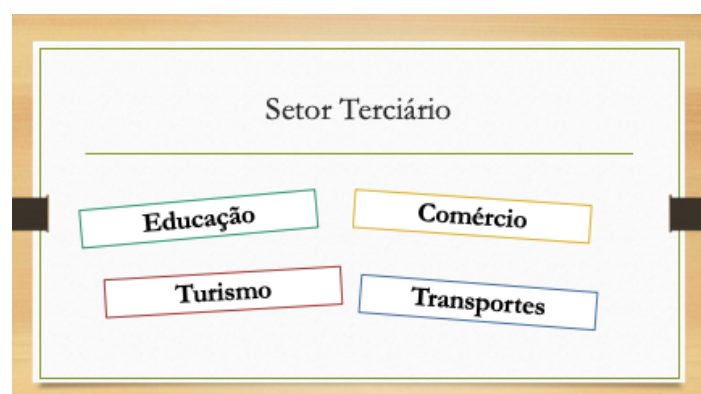 Setor Terciário
Educação
Comércio
Turismo
Transportes